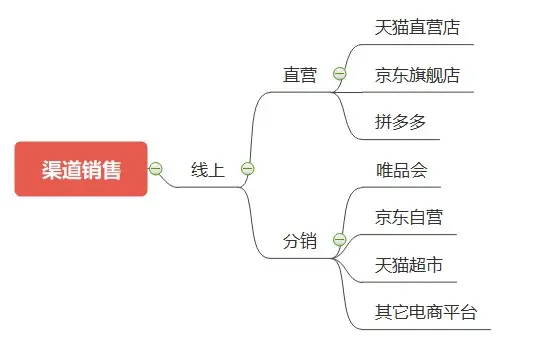 渠道销售
线上
直营
天猫直营店
京东旗舰店
拼多多
分销
唯品会
京东自营
天猫超市
其它电商平台